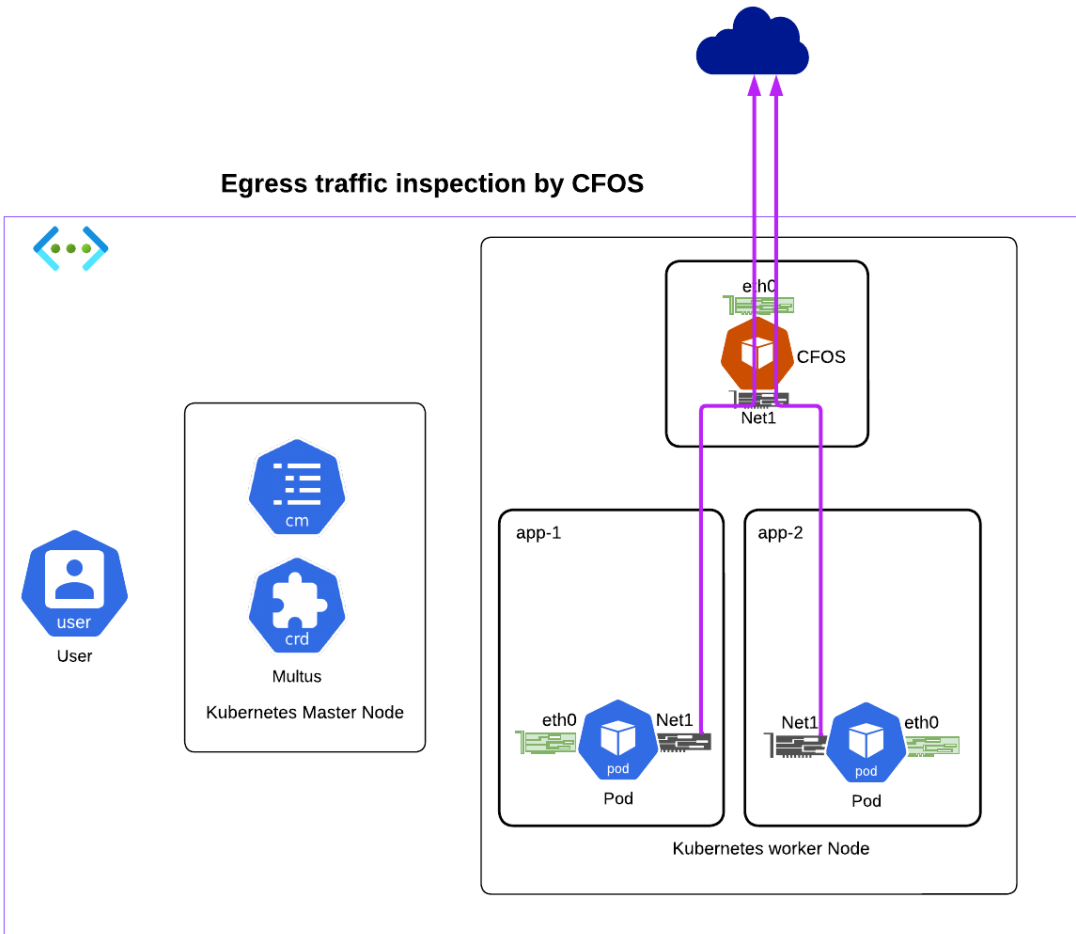 Egress traffic inspection by CFOS
eth0
CFOS
Net1
cm
crd
Multus
Kubernetes Master Node
user
User
app-1
app-2
eth0
Net1
pod
Pod
Net1
eth0
pod
Pod
Kubernetes worker Node